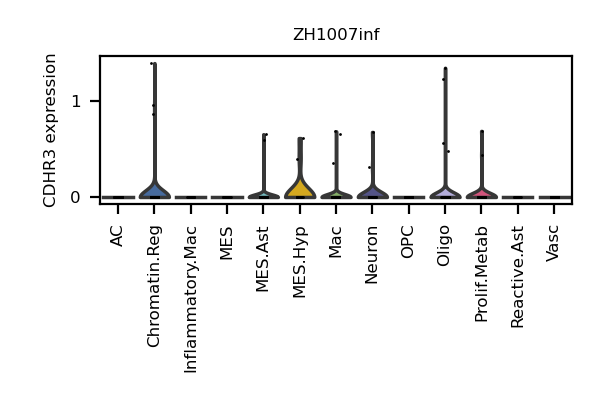 ZH1007inf
CDHR3 expression
1
0
AC
Chromatin.Reg
Inflammatory.Mac
MES
MES.Ast
MES.Hyp
Mac
Neuron
OPC
Oligo
Prolif.Metab
Reactive.Ast
Vasc